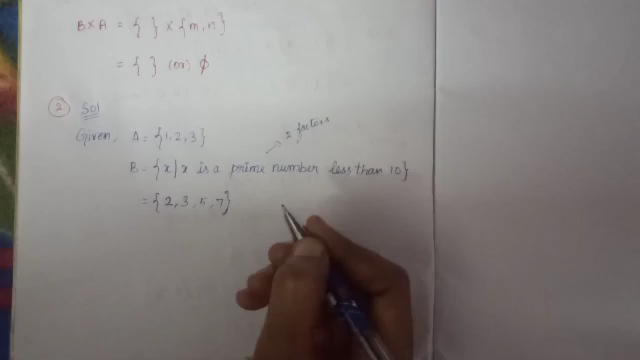 B×A = { } × {m, n}
= { } (or) ϕ
② Sol
Given, A = {1, 2, 3}
2 factors
B = {x | x is a prime number less than 10}
= {2, 3, 5, 7}